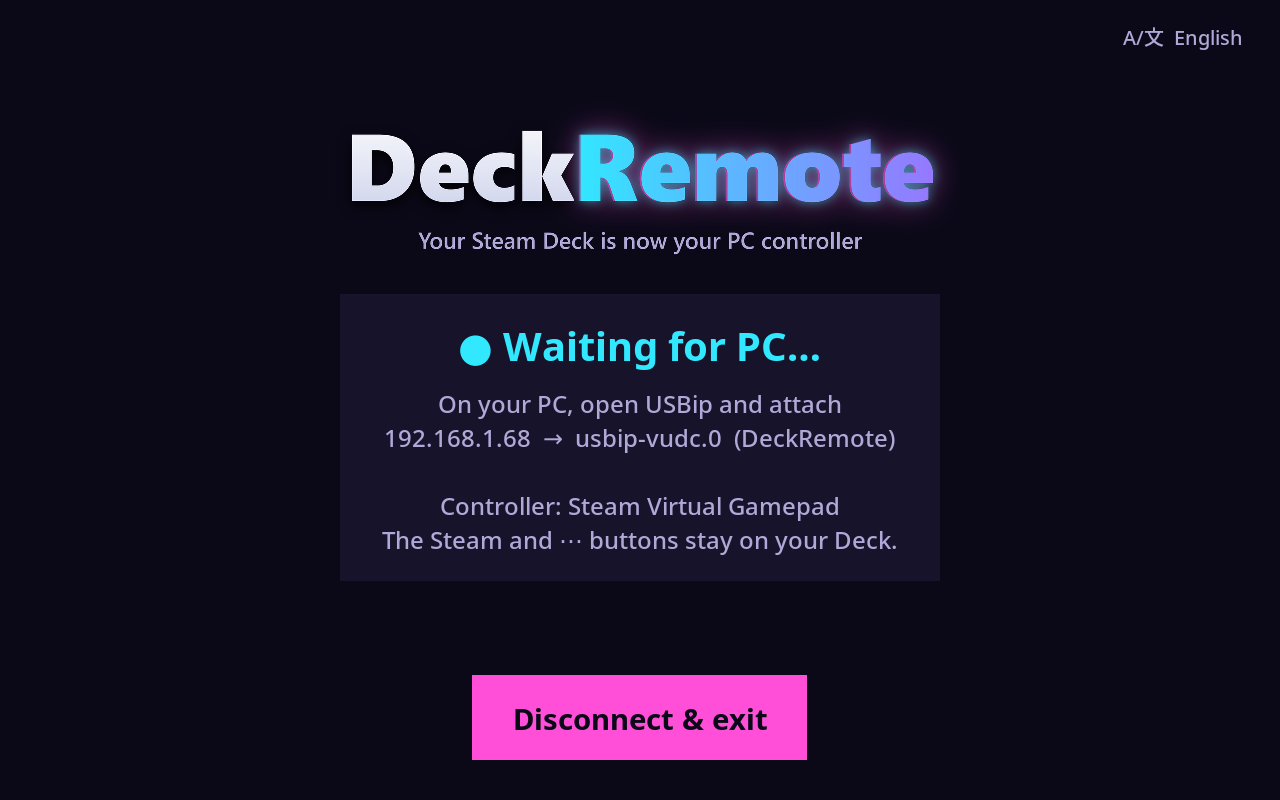 A/文 English
DeckRemote
Your Steam Deck is now your PC controller
● Waiting for PC...
On your PC, open USBip and attach
192.168.1.68 → usbip-vudc.0 (DeckRemote)
Controller: Steam Virtual Gamepad
The Steam and ··· buttons stay on your Deck.
Disconnect & exit